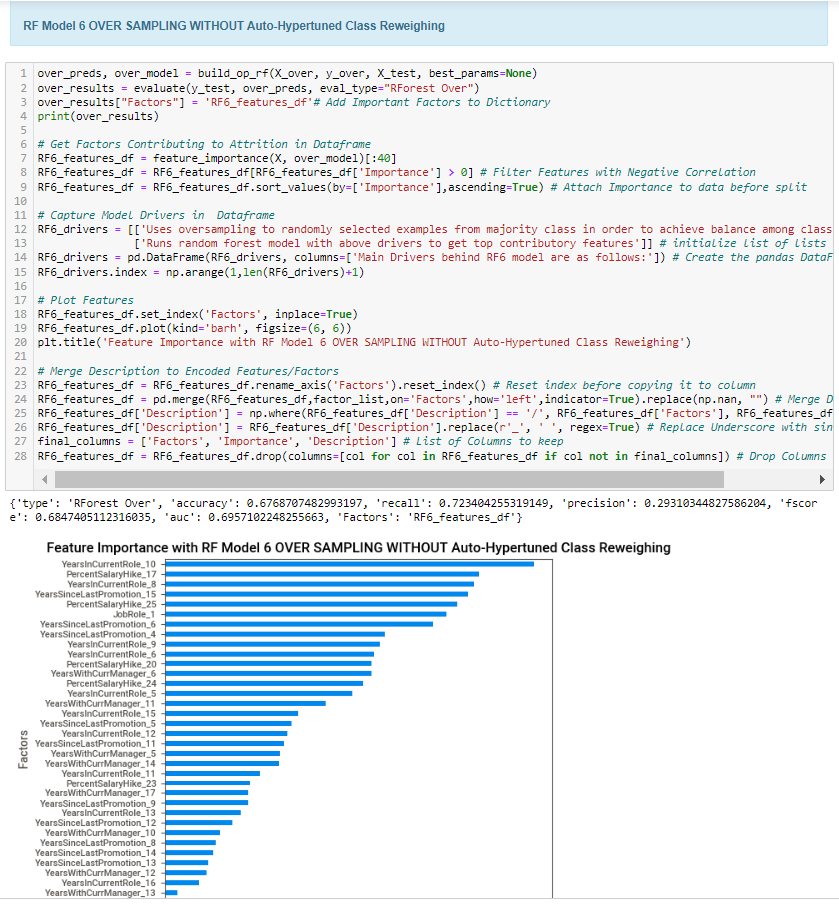 RF Model 6 OVER SAMPLING WITHOUT Auto-Hypertuned Class Reweighing
1 over_preds, over_model = build_op_rf(X_over, y_over, X_test, best_params=None)
2 over_results = evaluate(y_test, over_preds, eval_type="RForest Over")
3 over_results["Factors"] = 'RF6_features_df'# Add Important Factors to Dictionary
4 print(over_results)
5
6 # Get Factors Contributing to Attrition in Dataframe
7 RF6_features_df = feature_importance(X, over_model)[:40]
8 RF6_features_df = RF6_features_df[RF6_features_df['Importance'] > 0] # Filter Features with Negative Correlation
9 RF6_features_df = RF6_features_df.sort_values(by=['Importance'],ascending=True) # Attach Importance to data before split
10
11 # Capture Model Drivers in  Dataframe
12 RF6_drivers = [['Uses oversampling to randomly selected examples from majority class in order to achieve balance among class
13 ['Runs random forest model with above drivers to get top contributory features']] # initialize list of lists
14 RF6_drivers = pd.DataFrame(RF6_drivers, columns=['Main Drivers behind RF6 model are as follows:']) # Create the pandas DataF
15 RF6_drivers.index = np.arange(1,len(RF6_drivers)+1)
16
17 # Plot Features
18 RF6_features_df.set_index('Factors', inplace=True)
19 RF6_features_df.plot(kind='barh', figsize=(6, 6))
20 plt.title('Feature Importance with RF Model 6 OVER SAMPLING WITHOUT Auto-Hypertuned Class Reweighing')
21
22 # Merge Description to Encoded Features/Factors
23 RF6_features_df = RF6_features_df.rename_axis('Factors').reset_index() # Reset index before copying it to column
24 RF6_features_df = pd.merge(RF6_features_df,factor_list,on='Factors',how='left',indicator=True).replace(np.nan, "") # Merge D
25 RF6_features_df['Description'] = np.where(RF6_features_df['Description'] == '/', RF6_features_df['Factors'], RF6_features_df
26 RF6_features_df['Description'] = RF6_features_df['Description'].replace(r'_', ' ', regex=True) # Replace Underscore with sin
27 final_columns = ['Factors', 'Importance', 'Description'] # List of Columns to keep
28 RF6_features_df = RF6_features_df.drop(columns=[col for col in RF6_features_df if col not in final_columns]) # Drop Columns
{'type': 'RForest Over', 'accuracy': 0.6768707482993197, 'recall': 0.723404255319149, 'precision': 0.29310344827586204, 'fscor
e': 0.6847405112316035, 'auc': 0.6957102248255663, 'Factors': 'RF6_features_df'}
Feature Importance with RF Model 6 OVER SAMPLING WITHOUT Auto-Hypertuned Class Reweighing
YearsInCurrentRole_10
PercentSalaryHike_17
YearsInCurrentRole_8
YearsSinceLastPromotion_15
PercentSalaryHike_25
JobRole_1
YearsSinceLastPromotion_6
YearsSinceLastPromotion_4
YearsInCurrentRole_9
YearsInCurrentRole_6
PercentSalaryHike_20
YearsWithCurrManager_6
PercentSalaryHike_24
YearsInCurrentRole_5
YearsWithCurrManager_11
YearsInCurrentRole_15
YearsSinceLastPromotion_5
YearsInCurrentRole_12
YearsSinceLastPromotion_11
YearsWithCurrManager_5
YearsWithCurrManager_14
YearsInCurrentRole_11
PercentSalaryHike_23
YearsWithCurrManager_17
YearsSinceLastPromotion_9
YearsInCurrentRole_13
YearsSinceLastPromotion_12
YearsWithCurrManager_10
YearsSinceLastPromotion_8
YearsSinceLastPromotion_14
YearsSinceLastPromotion_13
YearsWithCurrManager_12
YearsInCurrentRole_16
YearsWithCurrManager_13
Factors